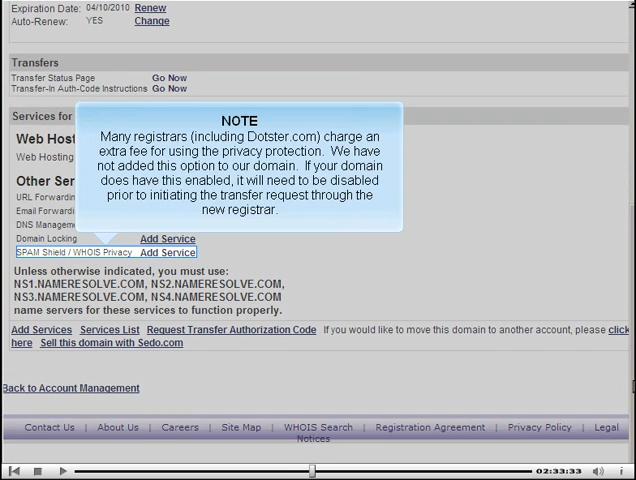 Expiration Date: 04/10/2010 Renew
Auto-Renew: YES Change
Transfers
Transfer Status Page Go Now
Transfer-In Auth-Code Instructions Go Now
Services for
NOTE
Many registrars (including Dotster.com) charge an
extra fee for using the privacy protection. We have
not added this option to our domain. If your domain
does have this enabled, it will need to be disabled
prior to initiating the transfer request through the
new registrar.
Web Host
Web Hosting
Other Ser
URL Forwardin
Email Forward
DNS Manageme
Domain Locking Add Service
SPAM Shield / WHOIS Privacy Add Service
Unless otherwise indicated, you must use:
NS1.NAMERESOLVE.COM, NS2.NAMERESOLVE.COM,
NS3.NAMERESOLVE.COM, NS4.NAMERESOLVE.COM
name servers for these services to function properly.
Add Services Services List Request Transfer Authorization Code If you would like to move this domain to another account, please click
here Sell this domain with Sedo.com
Back to Account Management
Contact Us | About Us | Careers | Site Map | WHOIS Search | Registration Agreement | Privacy Policy | Legal
Notices
02:33:33